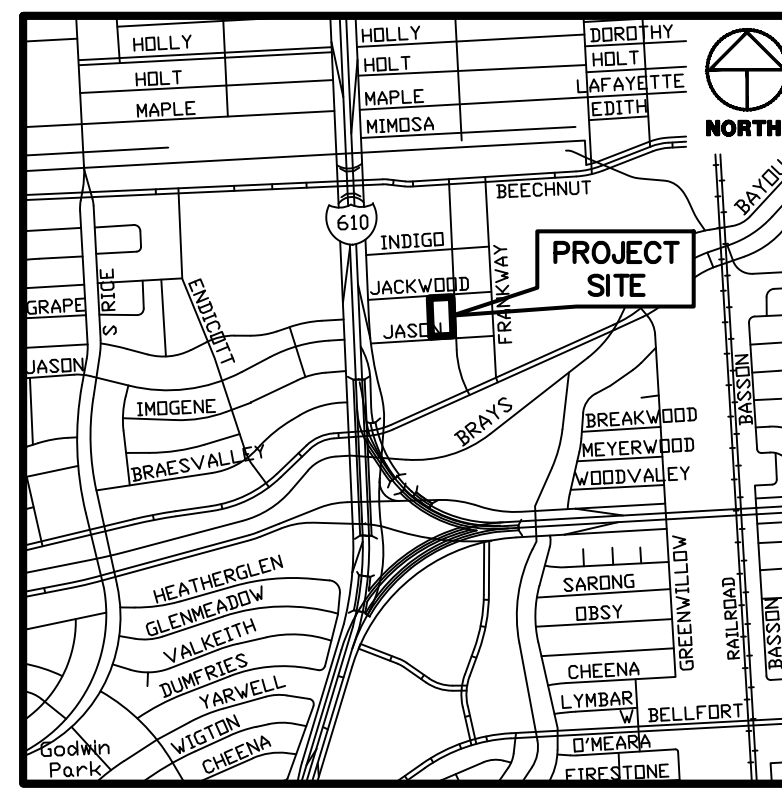 HOLLY
HOLT
MAPLE
HOLLY
HOLT
MAPLE
MIMOSA
DOROTHY
HOLT
LAFAYETTE
EDITH
NORTH
BEECHNUT
BAYOU
610
INDIGO
JACKWOOD
JASON
FRANKWAY
PROJECT
SITE
GRAPE
S RICE
ENDICOTT
JASON
IMOGENE
BRAESVALLEY
BRAYS
BASSON
BREAKWOOD
MEYERWOOD
WOODVALEY
HEATHERGLEN
GLENMEADOW
VALKEITH
DUMFRIES
YARWELL
WIGTON
CHEENA
SARONG
OBSY
GREENWILLOW
RAILROAD
BASSON
CHEENA
LYMBAR
W BELLFORT
O'MEARA
FIRESTONE
Godwin
Park